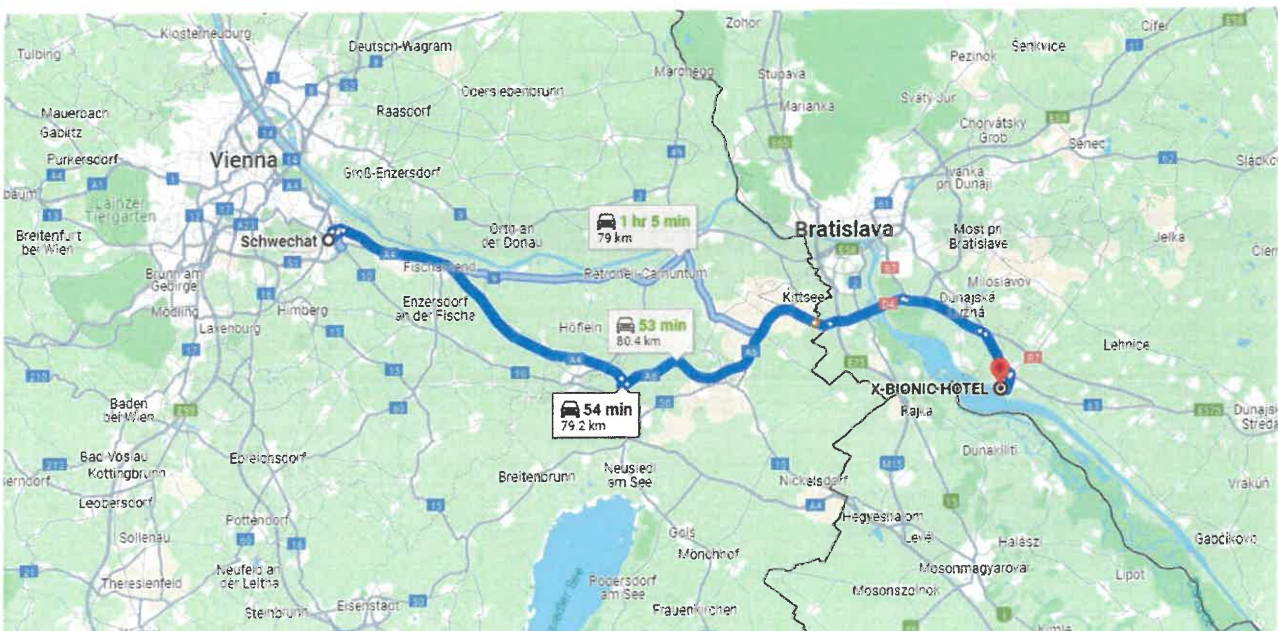 Klosterneuburg
Deutsch-Wagram
Tulbing
Zohor
Cífer
Marchegg
Stupava
Pezinok
Šenkvice
Mauerbach
Gablitz
Raasdorf
Marianka
Svätý Jur
Purkersdorf
Vienna
Groß-Enzersdorf
Chorvátsky
Grob
Senec
Lainzer
Tiergarten
Ivanka
pri Dunaji
Breitenfurt
bei Wien
Schwechat
Orth an
der Donau
1 hr 5 min
79 km
Bratislava
Most pri
Bratislave
Jelka
Brunn am
Gebirge
Himberg
Mödling
Laxenburg
Fischamend
Enzersdorf
an der Fischa
Petronell-Carnuntum
Kittsee
Miloslavov
Dunajská
Lužná
Höflein
53 min
80.4 km
Lehnice
X-BIONIC HOTEL
Rajka
54 min
79.2 km
Baden
bei Wien
Bad Vöslau
Kottingbrunn
Ebreichsdorf
Leobersdorf
Breitenbrunn
Neusiedl
am See
Nickelsdorf
Dunakiliti
Dunajsk
Streda
Vrakúň
Pottendorf
Sollenau
Gols
Mönchhof
Hegyeshalom
Levél
Halászi
Gabčíkovo
Theresienfeld
Neufeld an
der Leitha
Podersdorf
am See
Mosonmagyaróvár
Lipót
Steinbrunn
Eisenstadt
Frauenkirchen
Mosonszolnok